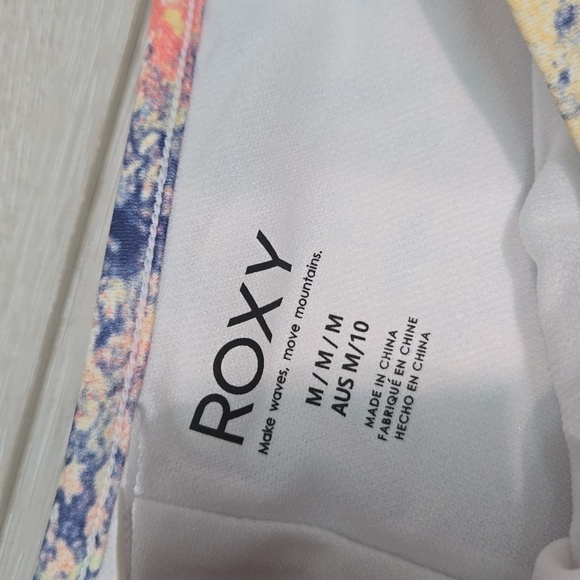 ROXY
Make waves, move mountains.
M / M / M
AUS M/10
MADE IN CHINA
FABRIQUÉ EN CHINE
HECHO EN CHINA